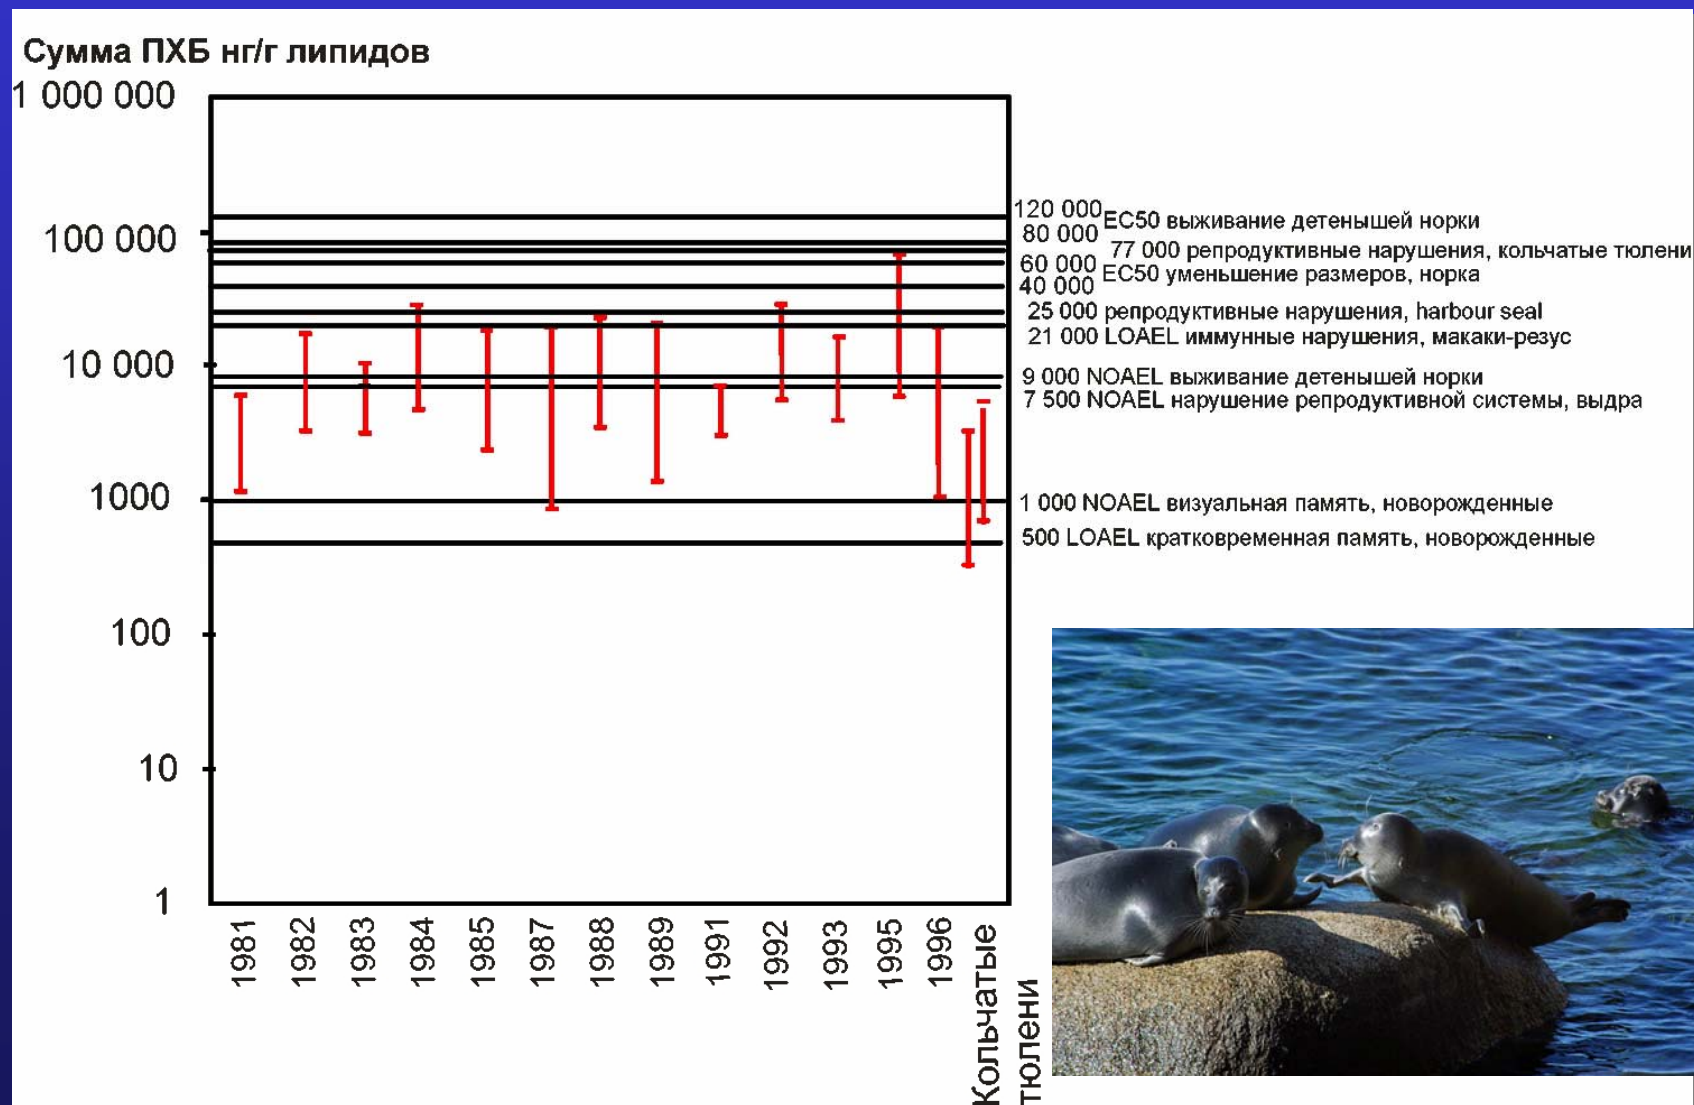 Сумма ПХБ нг/г липидов
1 000 000
100 000
10 000
1000
100
10
1
120 000
EC50 выживание детенышей норки
80 000
77 000 репродуктивные нарушения, кольчатые тюлени
60 000
EC50 уменьшение размеров, норка
40 000
25 000 репродуктивные нарушения, harbour seal
21 000 LOAEL иммунные нарушения, макаки-резус
9 000 NOAEL выживание детенышей норки
7 500 NOAEL нарушение репродуктивной системы, выдра
1 000 NOAEL визуальная память, новорожденные
500 LOAEL кратковременная память, новорожденные
1981
1982
1983
1984
1985
1987
1988
1989
1991
1992
1993
1995
1996
Кольчатые
тюлени